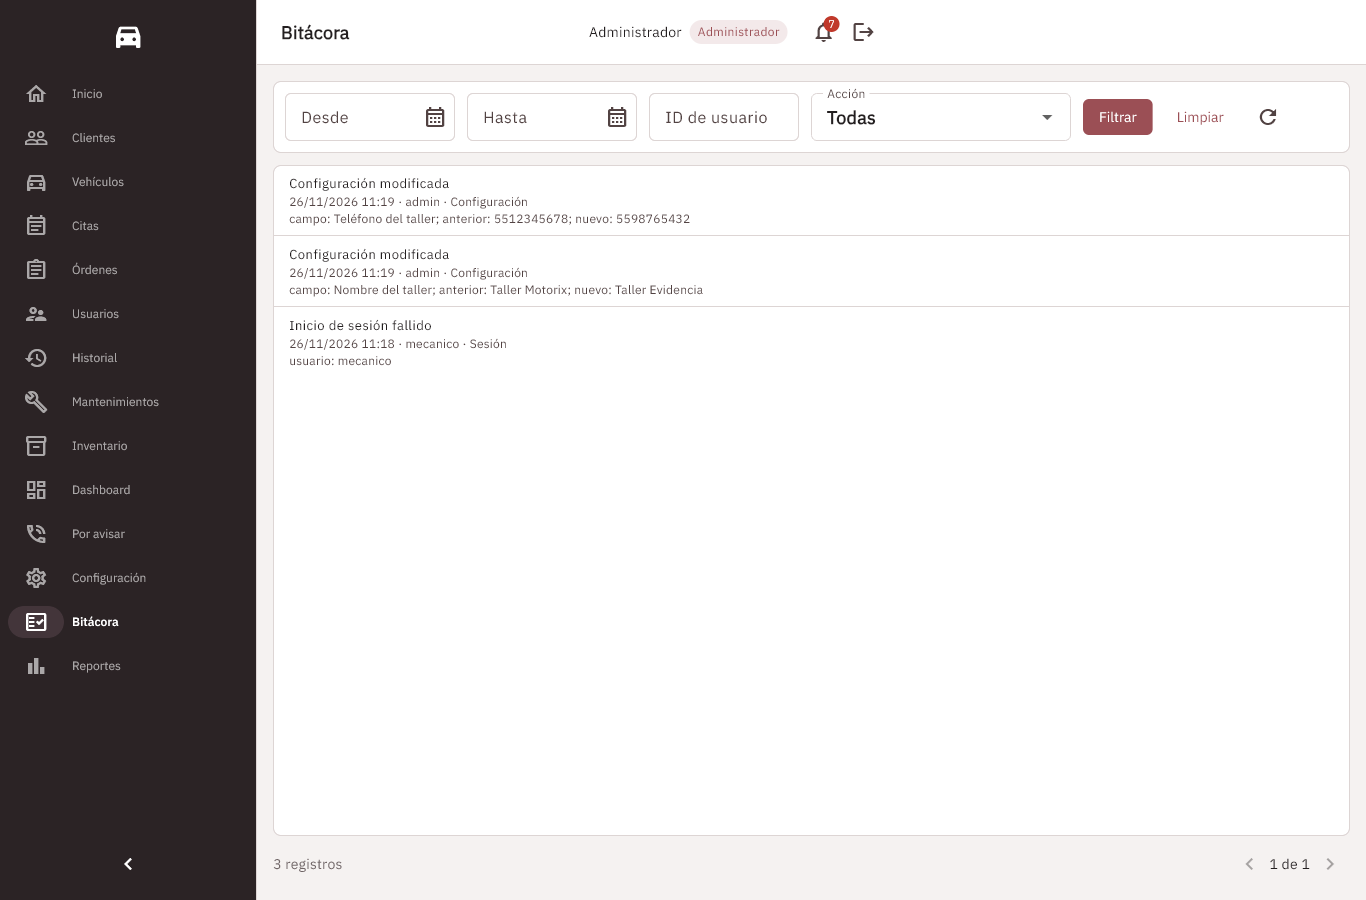 Bitácora
Administrador Administrador 7
Inicio
Clientes
Vehículos
Citas
Órdenes
Usuarios
Historial
Mantenimientos
Inventario
Dashboard
Por avisar
Configuración
Bitácora
Reportes
Desde
Hasta
ID de usuario
Acción
Todas
Filtrar
Limpiar
Configuración modificada
26/11/2026 11:19 · admin · Configuración
campo: Teléfono del taller; anterior: 5512345678; nuevo: 5598765432
Configuración modificada
26/11/2026 11:19 · admin · Configuración
campo: Nombre del taller; anterior: Taller Motorix; nuevo: Taller Evidencia
Inicio de sesión fallido
26/11/2026 11:18 · mecanico · Sesión
usuario: mecanico
3 registros
1 de 1